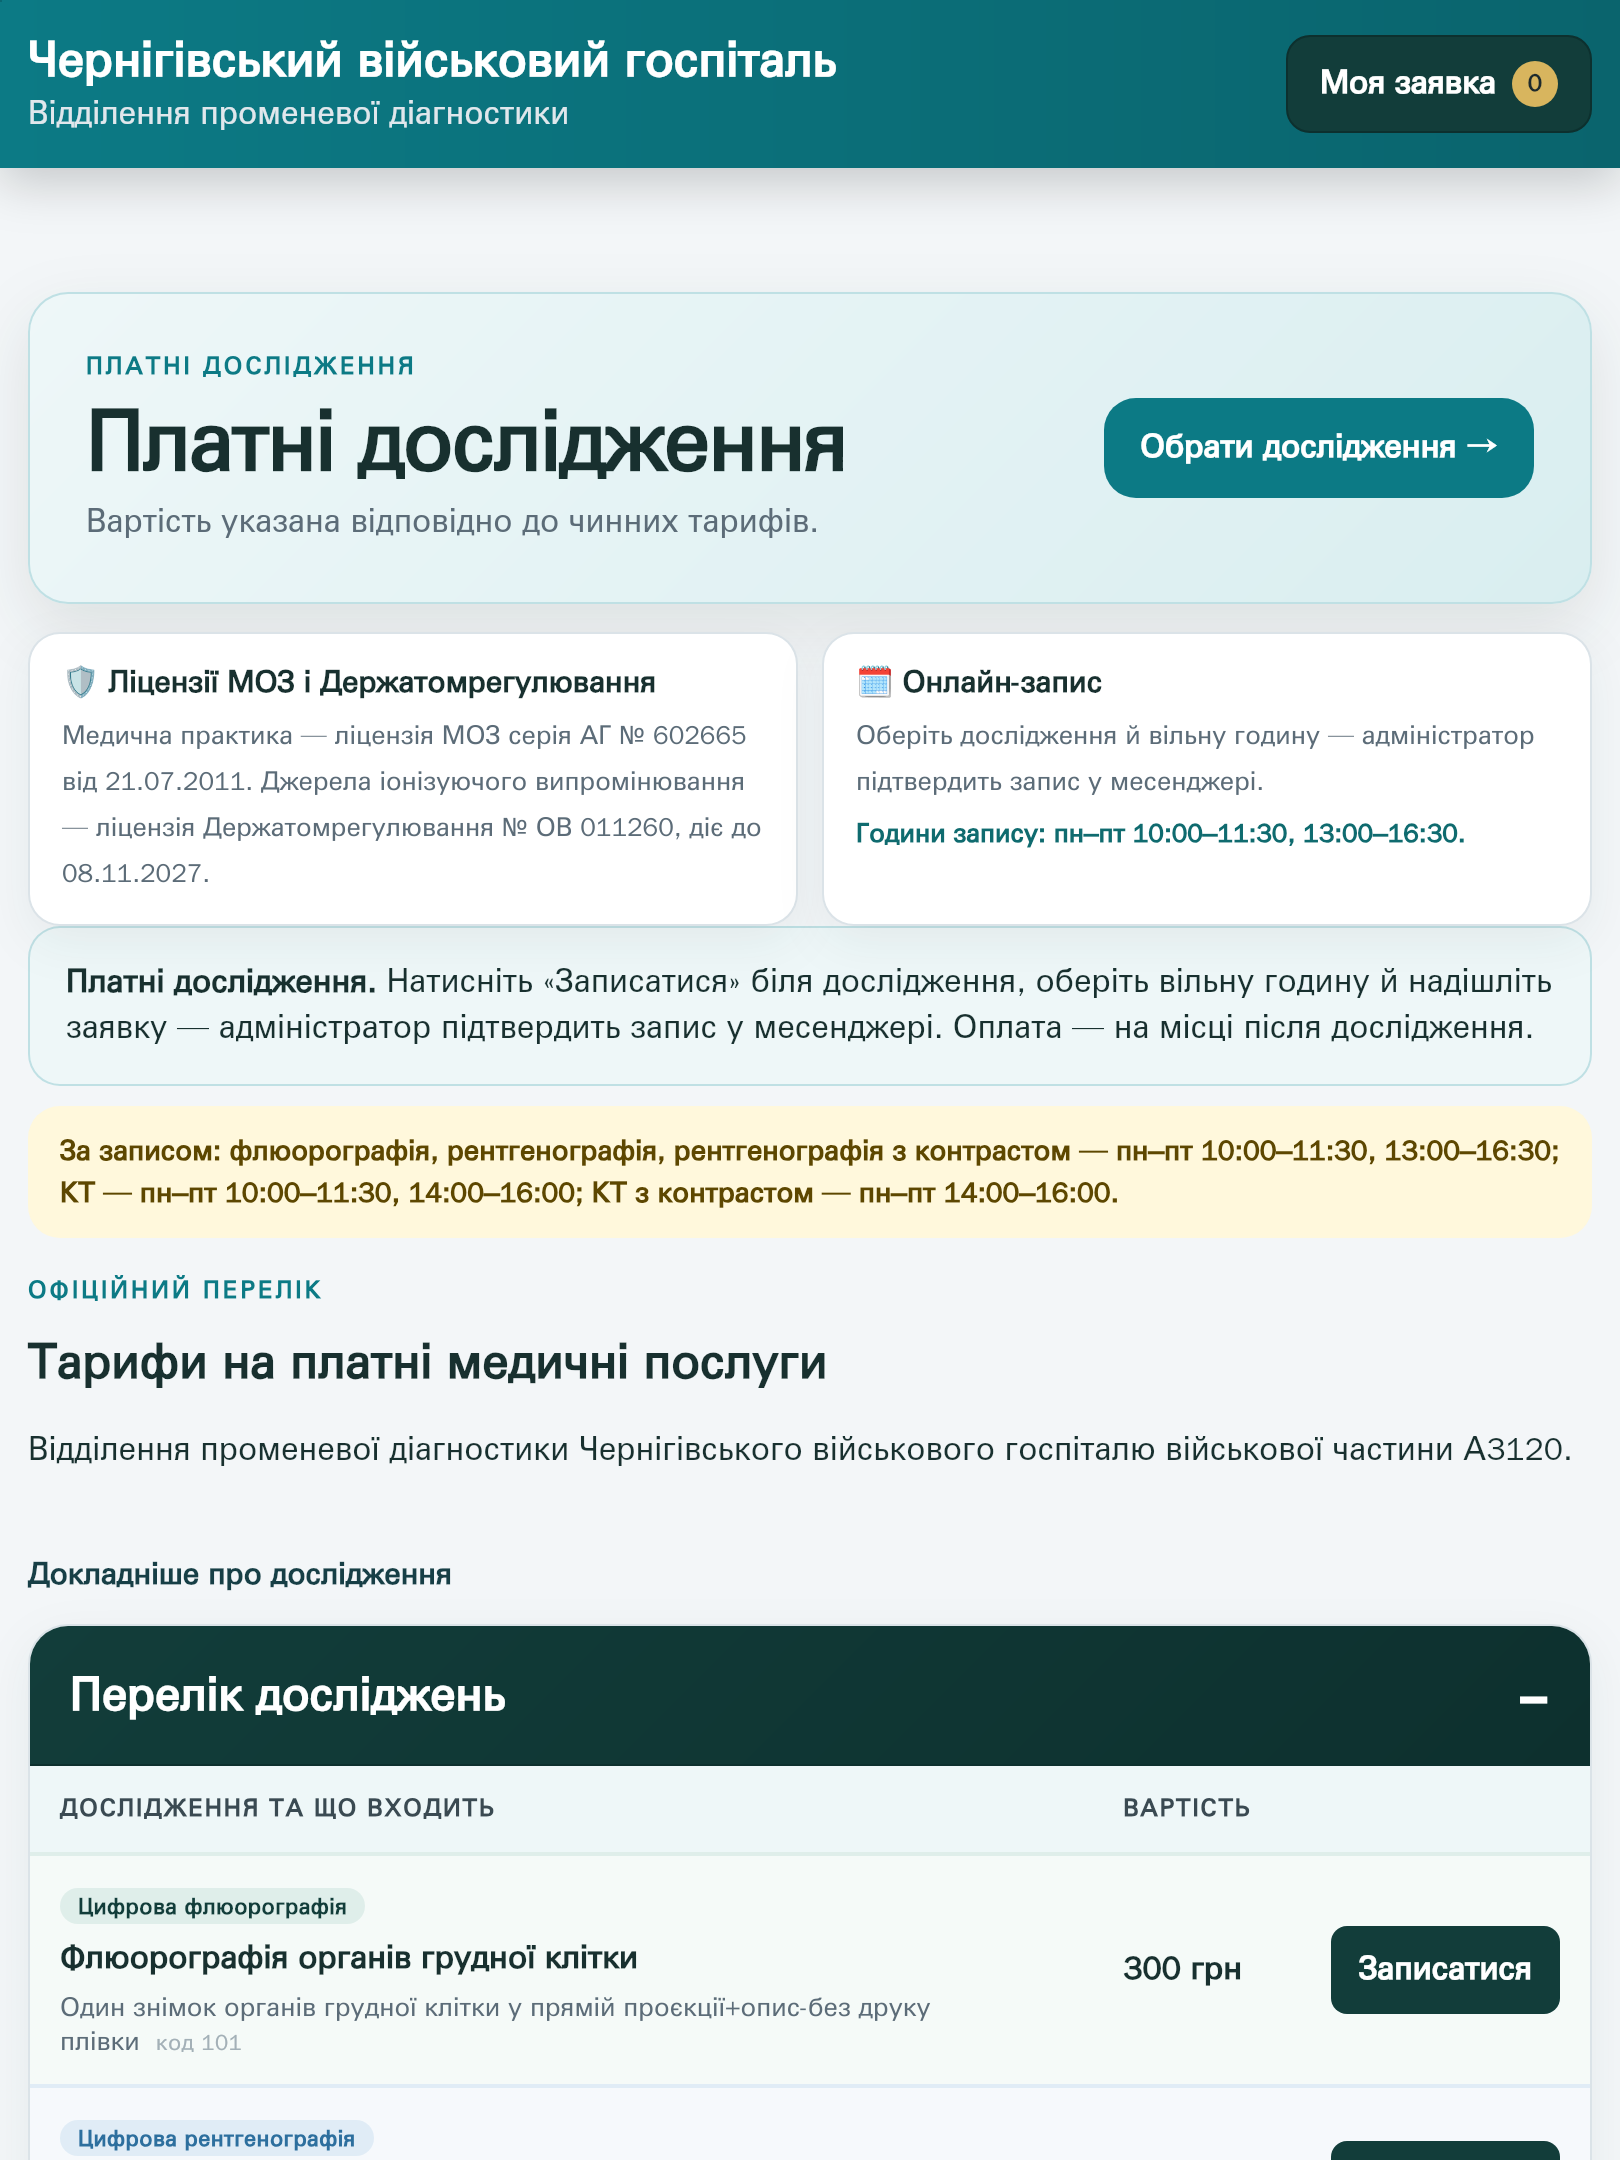 Чернігівський військовий госпіталь
Відділення променевої діагностики
Моя заявка 0
ПЛАТНІ ДОСЛІДЖЕННЯ
Платні дослідження
Вартість указана відповідно до чинних тарифів.
Обрати дослідження →
Ліцензії МОЗ і Держатомрегулювання
Медична практика — ліцензія МОЗ серія АГ № 602665
від 21.07.2011. Джерела іонізуючого випромінювання
— ліцензія Держатомрегулювання № ОВ 011260, діє до
08.11.2027.
Онлайн-запис
Оберіть дослідження й вільну годину — адміністратор
підтвердить запис у месенджері.
Години запису: пн–пт 10:00–11:30, 13:00–16:30.
Платні дослідження. Натисніть «Записатися» біля дослідження, оберіть вільну годину й надішліть
заявку — адміністратор підтвердить запис у месенджері. Оплата — на місці після дослідження.
За записом: флюорографія, рентгенографія, рентгенографія з контрастом — пн–пт 10:00–11:30, 13:00–16:30;
КТ — пн–пт 10:00–11:30, 14:00–16:00; КТ з контрастом — пн–пт 14:00–16:00.
ОФІЦІЙНИЙ ПЕРЕЛІК
Тарифи на платні медичні послуги
Відділення променевої діагностики Чернігівського військового госпіталю військової частини А3120.
Докладніше про дослідження
Перелік досліджень –
ДОСЛІДЖЕННЯ ТА ЩО ВХОДИТЬ
ВАРТІСТЬ
Цифрова флюорографія
Флюорографія органів грудної клітки
Один знімок органів грудної клітки у прямій проєкції+опис-без друку
плівки код 101
300 грн
Записатися
Цифрова рентгенографія